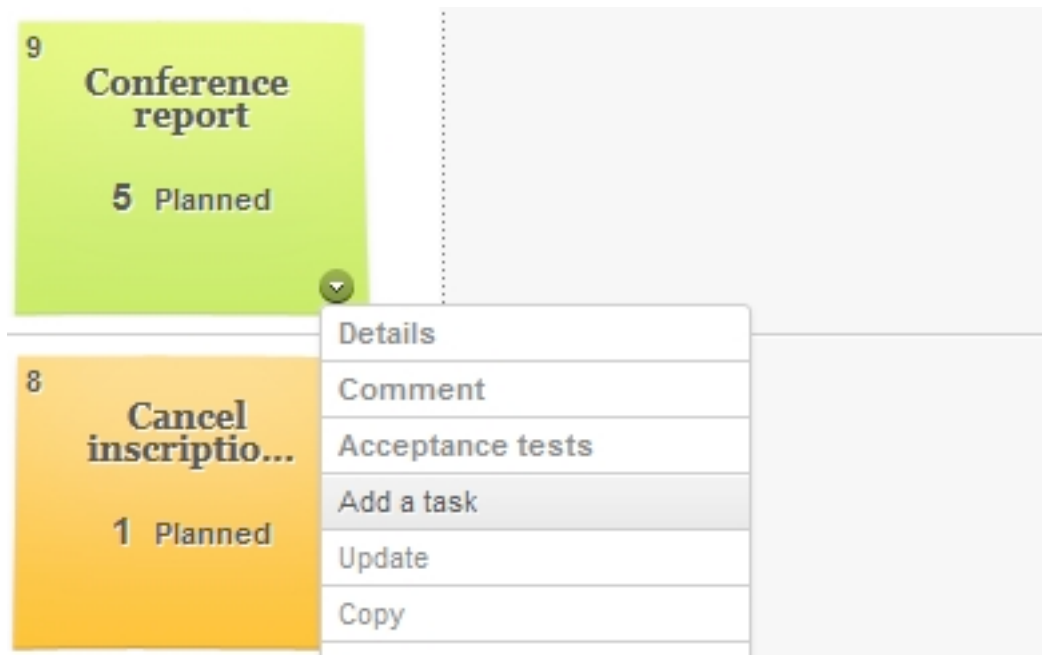 9
Conference
report
5 Planned
Details
Comment
Acceptance tests
Add a task
Update
Copy
8
Cancel
inscriptio...
1 Planned